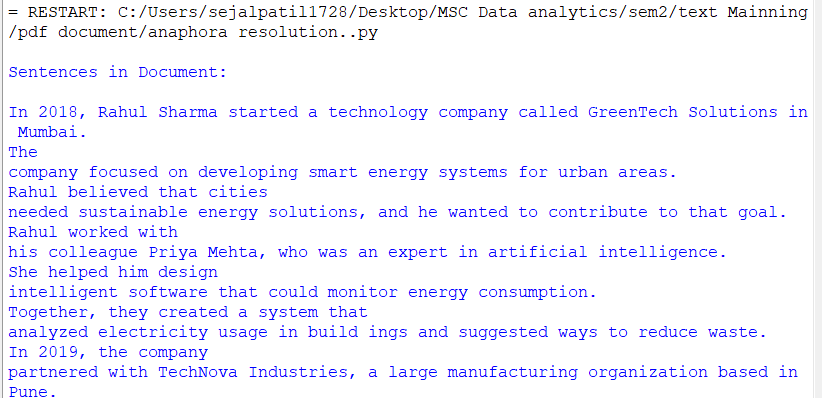 = RESTART: C:/Users/sejalpatil1728/Desktop/MSC Data analytics/sem2/text Mainning
/pdf document/anaphora resolution..py
Sentences in Document:
In 2018, Rahul Sharma started a technology company called GreenTech Solutions in
Mumbai.
The
company focused on developing smart energy systems for urban areas.
Rahul believed that cities
needed sustainable energy solutions, and he wanted to contribute to that goal.
Rahul worked with
his colleague Priya Mehta, who was an expert in artificial intelligence.
She helped him design
intelligent software that could monitor energy consumption.
Together, they created a system that
analyzed electricity usage in build ings and suggested ways to reduce waste.
In 2019, the company
partnered with TechNova Industries, a large manufacturing organization based in
Pune.